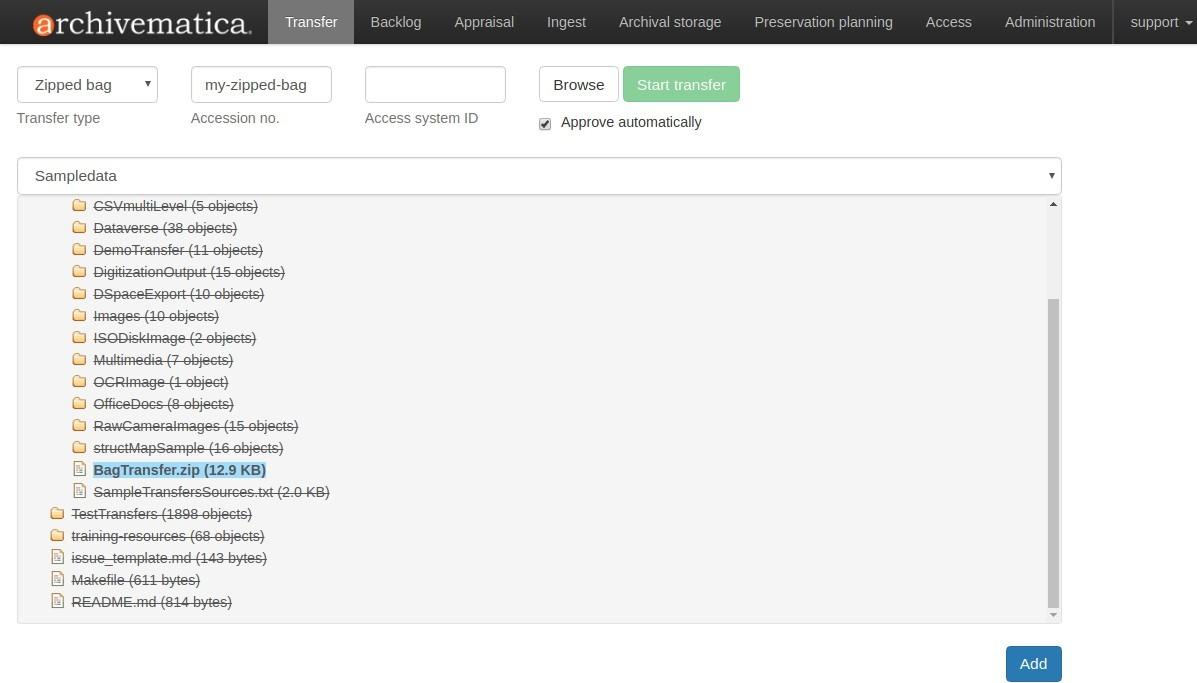 archivematica. Transfer Backlog Appraisal Ingest Archival storage Preservation planning Access Administration support
Zipped bag my-zipped-bag Browse Start transfer
Transfer type Accession no. Access system ID Approve automatically
Sampledata
CSVmultiLevel (5 objects)
Dataverse (38 objects)
DemoTransfer (11 objects)
DigitizationOutput (15 objects)
DSpaceExport (10 objects)
Images (10 objects)
ISODiskImage (2 objects)
Multimedia (7 objects)
OCRImage (1 object)
OfficeDocs (8 objects)
RawCameraImages (15 objects)
structMapSample (16 objects)
BagTransfer.zip (12.9 KB)
SampleTransfersSources.txt (2.0 KB)
TestTransfers (1898 objects)
training-resources (68 objects)
issue_template.md (143 bytes)
Makefile (611 bytes)
README.md (814 bytes)
Add